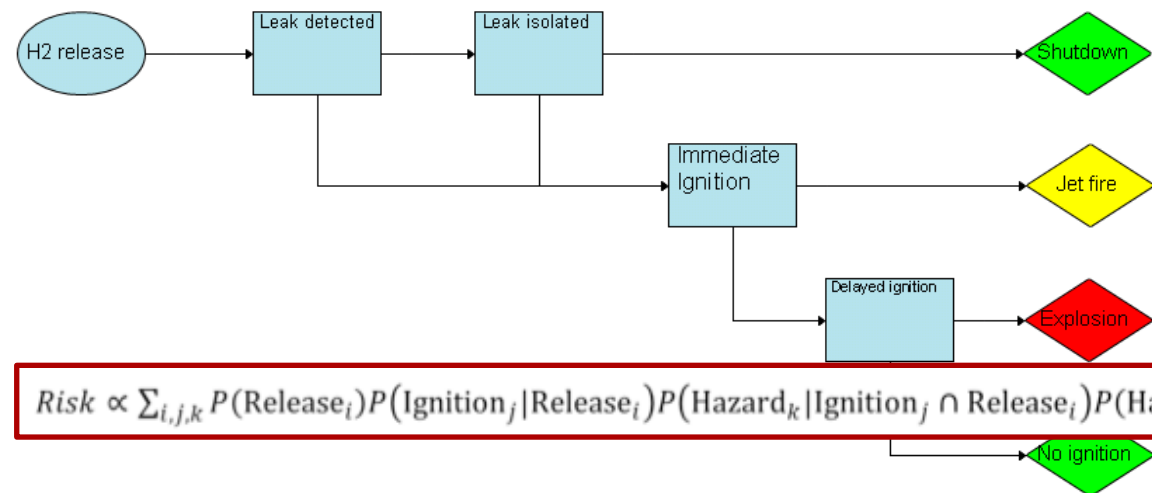 H2 release
Leak detected
Leak isolated
Shutdown
Immediate
Ignition
Jet fire
Delayed ignition
Explosion
Risk ∝ ∑i,j,k P(Releaseᵢ)P(Ignitionⱼ|Releaseᵢ)P(Hazardₖ|Ignitionⱼ ∩ Releaseᵢ)P(Ha
No ignition